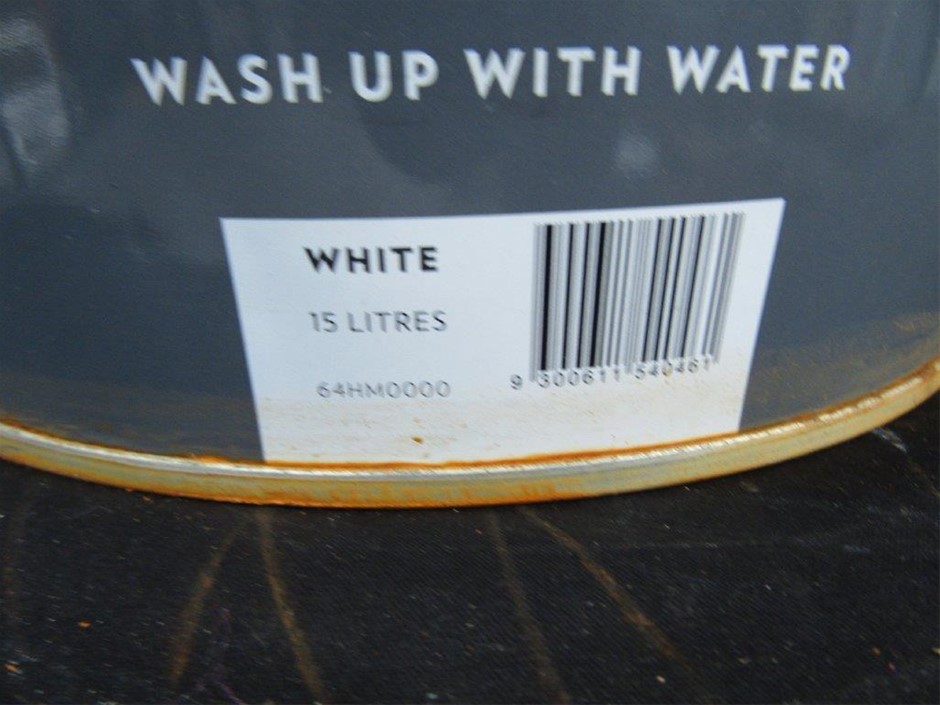 WASH UP WITH WATER
WHITE
15 LITRES
64HM0000
9 300611 540461